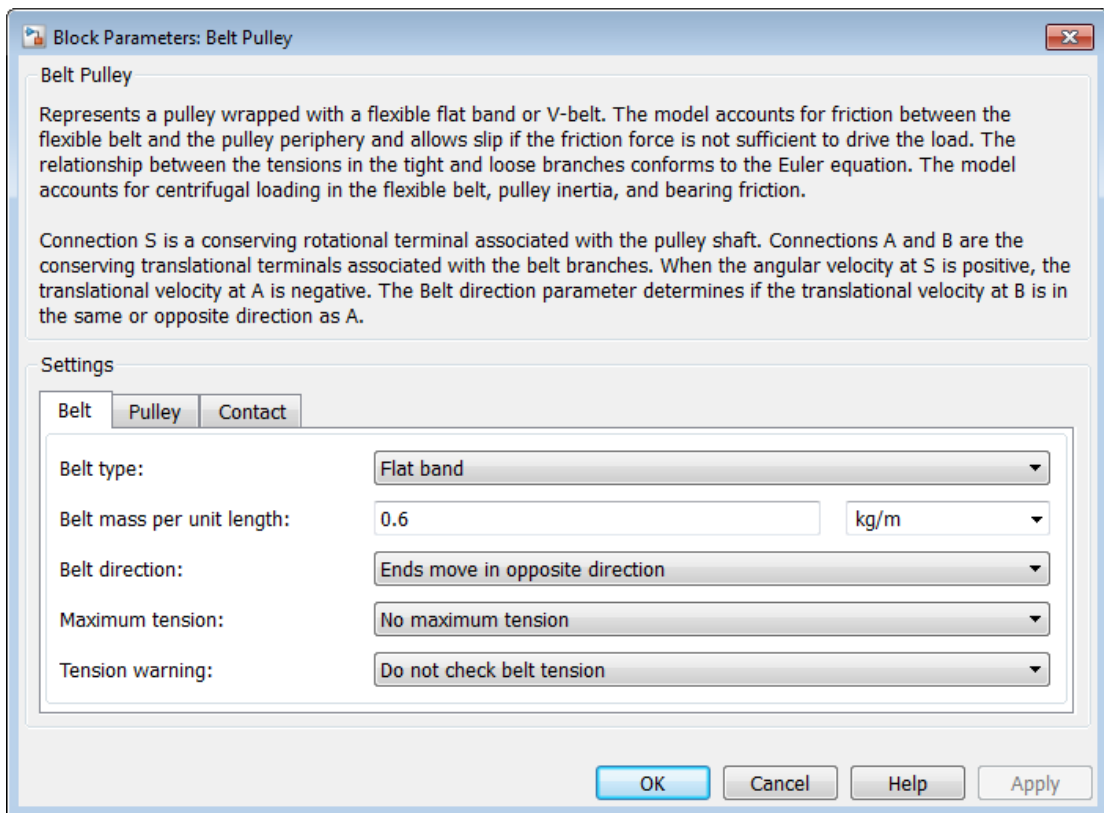 Block Parameters: Belt Pulley
Belt Pulley
Represents a pulley wrapped with a flexible flat band or V-belt. The model accounts for friction between the
flexible belt and the pulley periphery and allows slip if the friction force is not sufficient to drive the load. The
relationship between the tensions in the tight and loose branches conforms to the Euler equation. The model
accounts for centrifugal loading in the flexible belt, pulley inertia, and bearing friction.
Connection S is a conserving rotational terminal associated with the pulley shaft. Connections A and B are the
conserving translational terminals associated with the belt branches. When the angular velocity at S is positive, the
translational velocity at A is negative. The Belt direction parameter determines if the translational velocity at B is in
the same or opposite direction as A.
Settings
Belt Pulley Contact
Belt type: Flat band
Belt mass per unit length: 0.6 kg/m
Belt direction: Ends move in opposite direction
Maximum tension: No maximum tension
Tension warning: Do not check belt tension
OK Cancel Help Apply